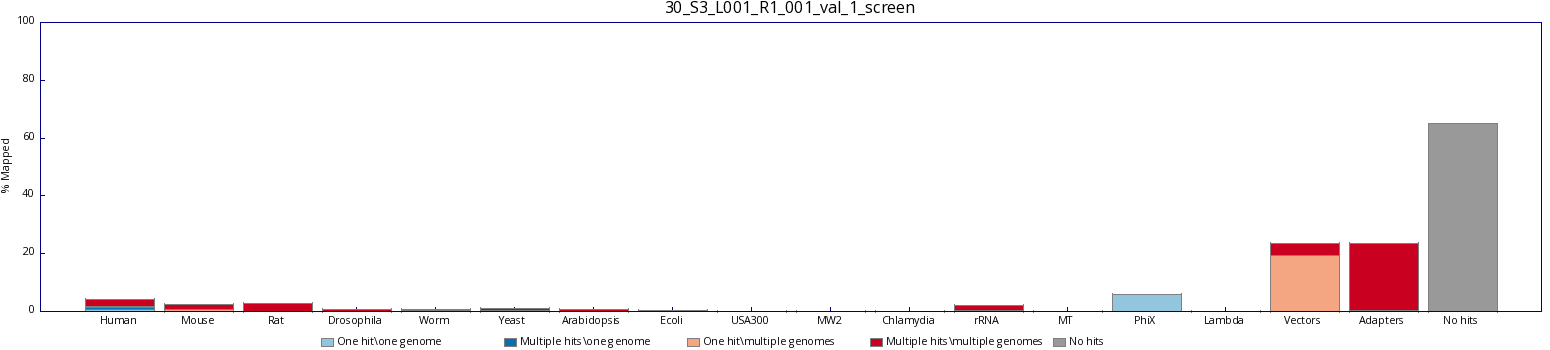 30_S3_L001_R1_001_val_1_screen
100
80
60
40
20
0
% Mapped
Human Mouse Rat Drosophila Worm Yeast Arabidopsis Ecoli USA300 MW2 Chlamydia rRNA MT PhiX Lambda Vectors Adapters No hits
One hit\one genome Multiple hits\one genome One hit\multiple genomes Multiple hits\multiple genomes No hits